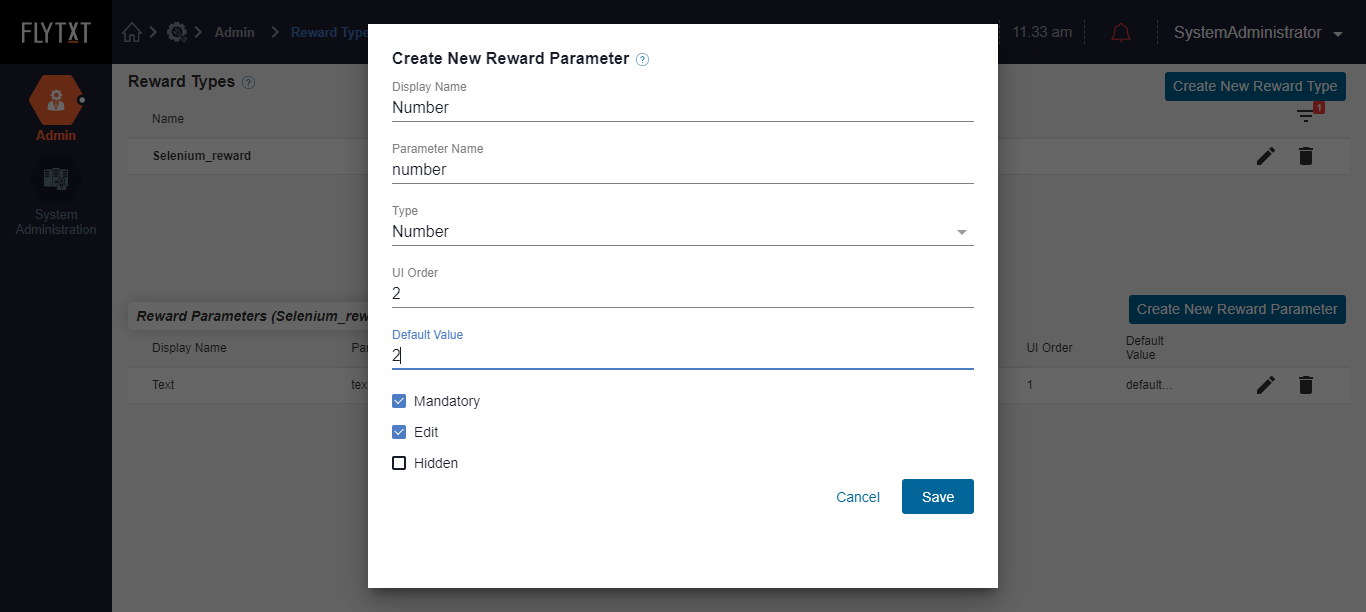 FLYTXT
Admin
Reward Type
11.33 am
SystemAdministrator
Admin
System
Administration
Reward Types ?
Create New Reward Type
Name
1
Selenium_reward
Reward Parameters (Selenium_rew
Create New Reward Parameter
Display Name
Par
UI Order
Default
Value
Text
tex
1
default...
Create New Reward Parameter ?
Display Name
Number
Parameter Name
number
Type
Number
UI Order
2
Default Value
2
Mandatory
Edit
Hidden
Cancel
Save